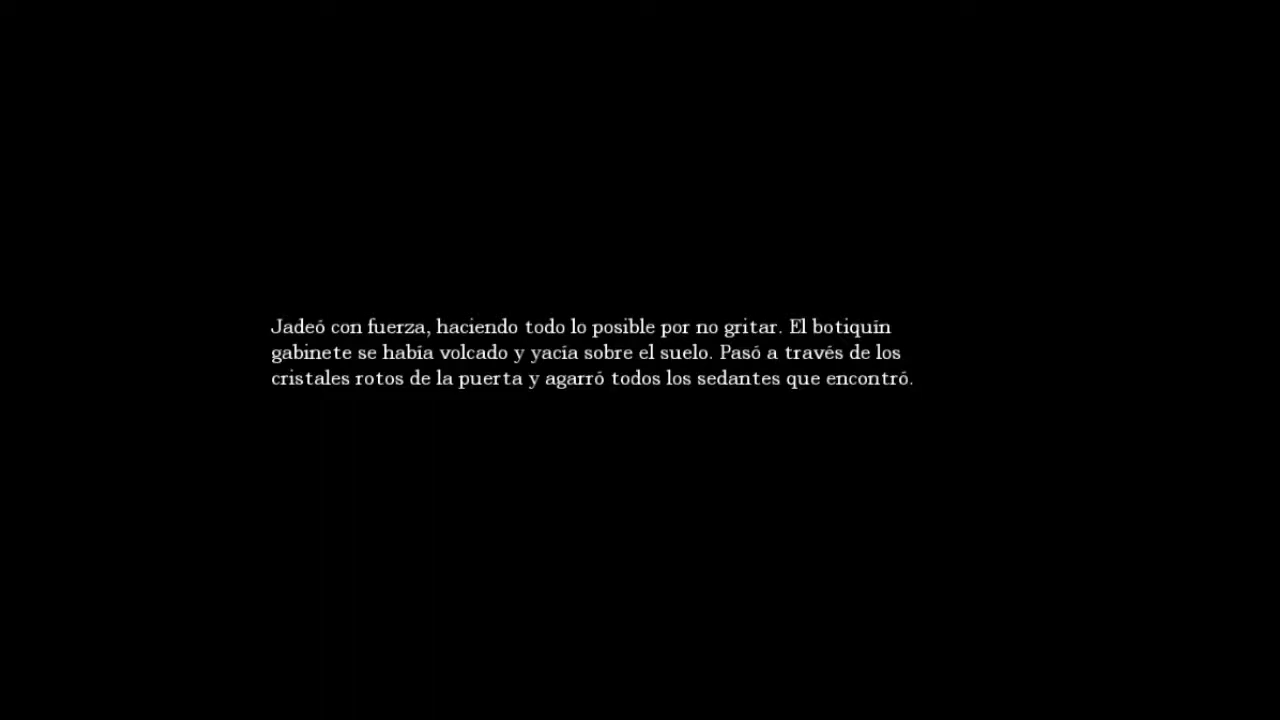 Jadeó con fuerza, haciendo todo lo posible por no gritar. El botiquín
gabinete se había volcado y yacía sobre el suelo. Pasó a través de los
cristales rotos de la puerta y agarró todos los sedantes que encontró.